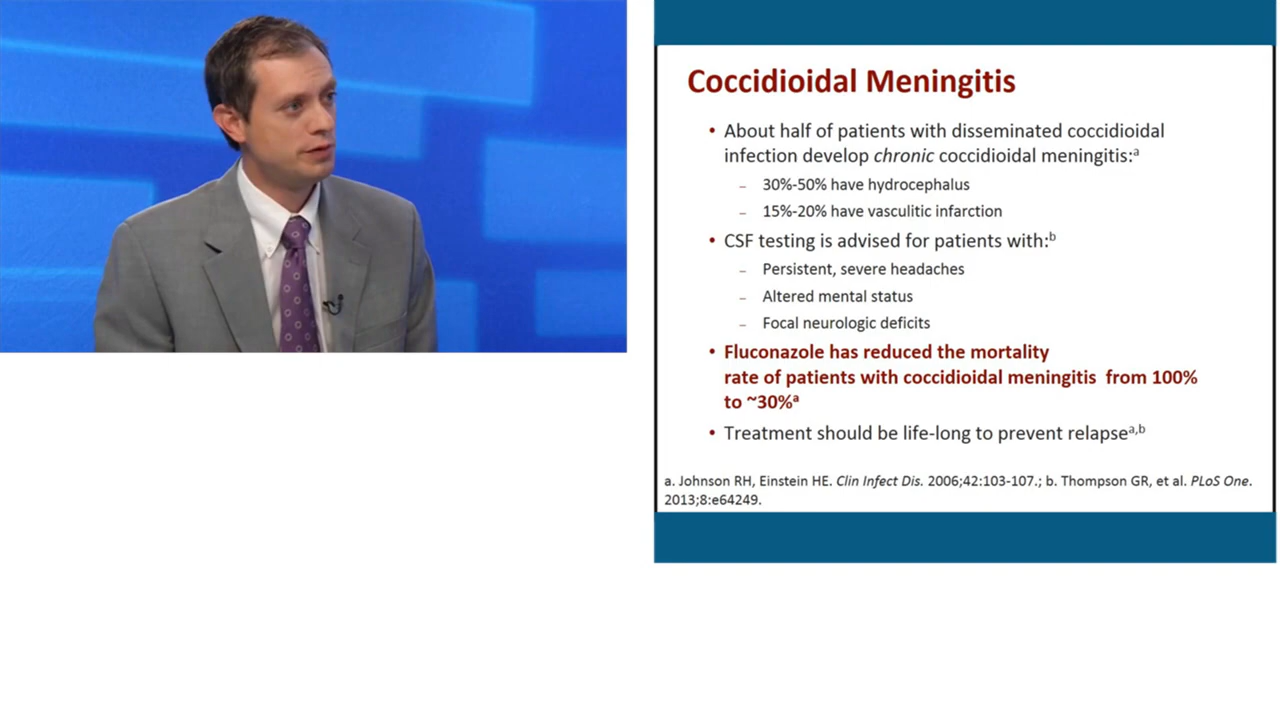 Coccidioidal Meningitis
• About half of patients with disseminated coccidioidal
infection develop chronic coccidioidal meningitis:ᵃ
– 30%-50% have hydrocephalus
– 15%-20% have vasculitic infarction
• CSF testing is advised for patients with:ᵇ
– Persistent, severe headaches
– Altered mental status
– Focal neurologic deficits
• Fluconazole has reduced the mortality
rate of patients with coccidioidal meningitis from 100%
to ~30%ᵃ
• Treatment should be life-long to prevent relapseᵃ,ᵇ
a. Johnson RH, Einstein HE. Clin Infect Dis. 2006;42:103-107.; b. Thompson GR, et al. PLoS One.
2013;8:e64249.